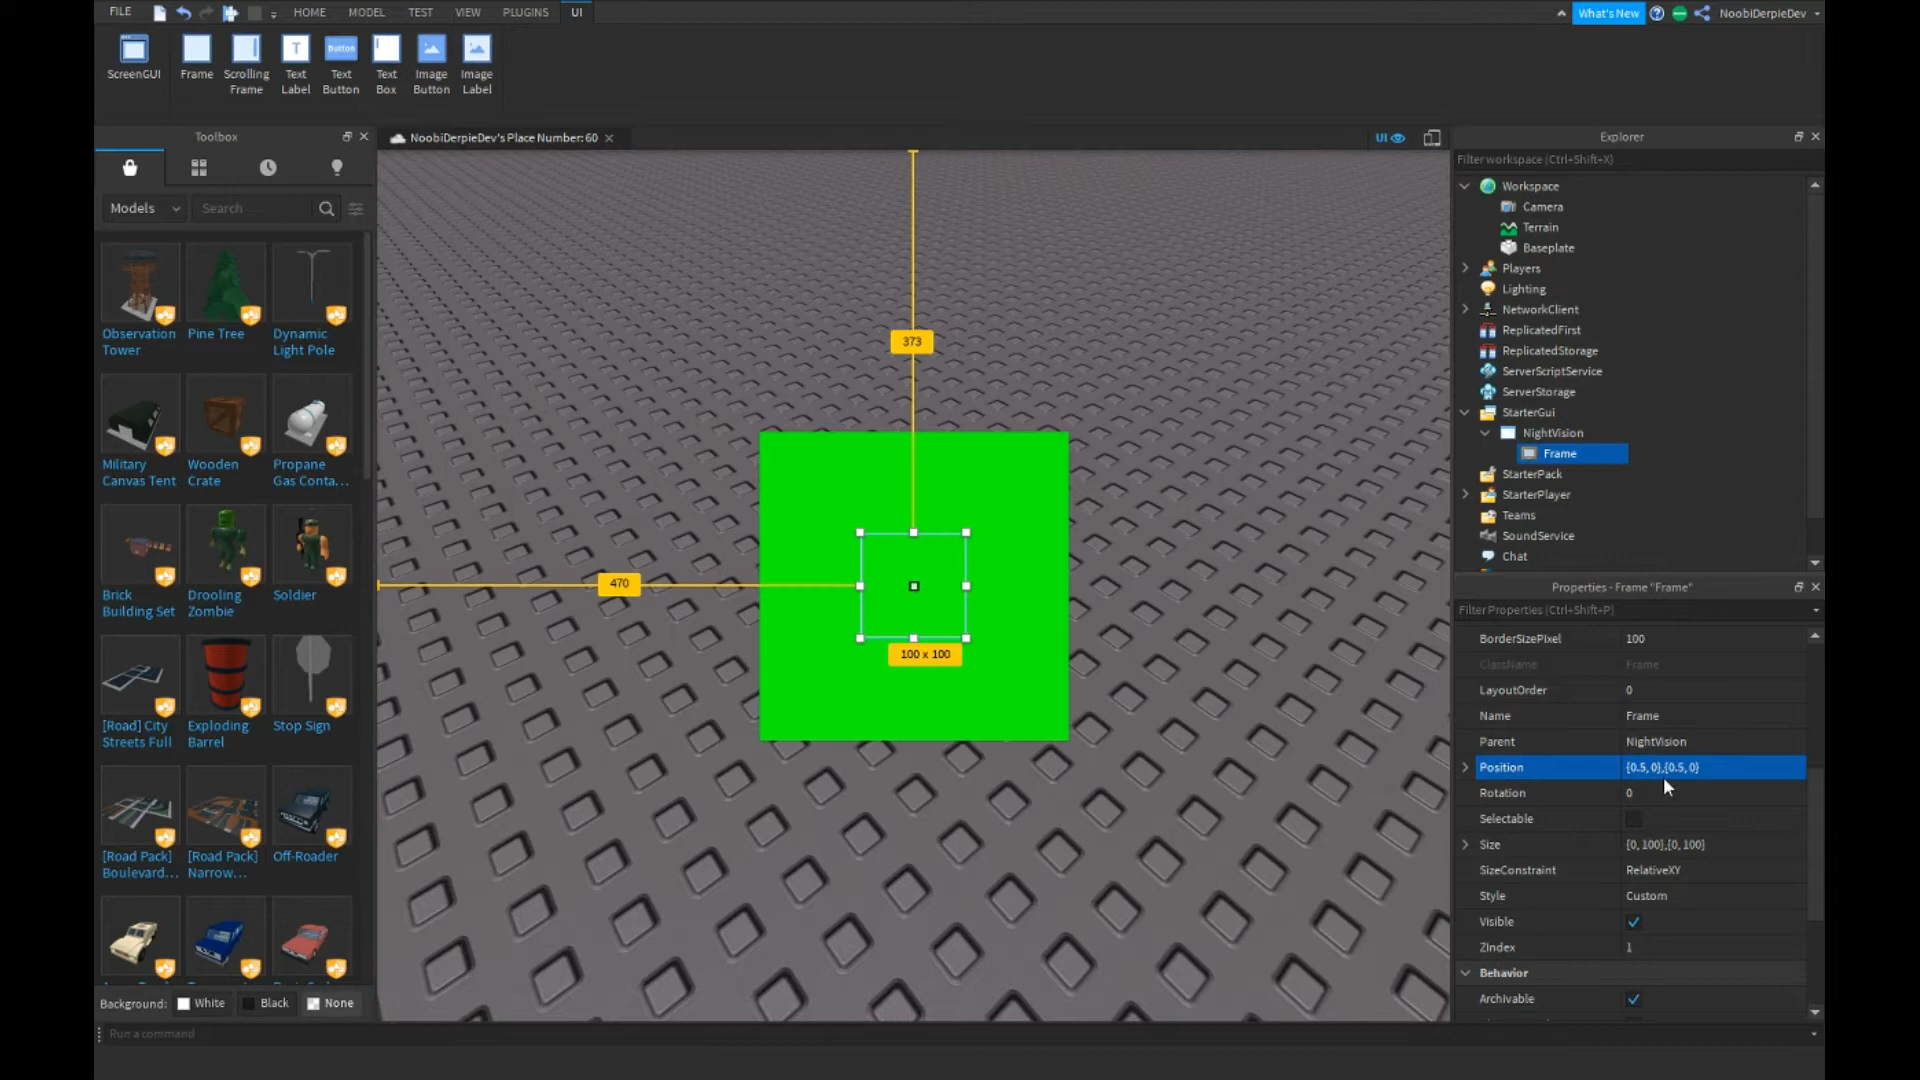 FILE HOME MODEL TEST VIEW PLUGINS UI
What's New NoobiDerpieDev
ScreenGUI
Frame
Scrolling
Frame
T
Text
Label
Button
Text
Button
Text
Box
Image
Button
Image
Label
Toolbox
Models
Search
Observation
Tower
Pine Tree
Dynamic
Light Pole
Military
Canvas Tent
Wooden
Crate
Propane
Gas Conta...
Brick
Building Set
Drooling
Zombie
Soldier
[Road] City
Streets Full
Exploding
Barrel
Stop Sign
[Road Pack]
Boulevard...
[Road Pack]
Narrow...
Off-Roader
Background: White Black None
Run a command
NoobiDerpieDev's Place Number: 60
UI
373
470
100 x 100
Explorer
Filter workspace (Ctrl+Shift+X)
Workspace
Camera
Terrain
Baseplate
Players
Lighting
NetworkClient
ReplicatedFirst
ReplicatedStorage
ServerScriptService
ServerStorage
StarterGui
NightVision
Frame
StarterPack
StarterPlayer
Teams
SoundService
Chat
Properties - Frame "Frame"
Filter Properties (Ctrl+Shift+P)
BorderSizePixel 100
ClassName Frame
LayoutOrder 0
Name Frame
Parent NightVision
Position {0.5, 0},{0.5, 0}
Rotation 0
Selectable
Size {0, 100},{0, 100}
SizeConstraint RelativeXY
Style Custom
Visible
ZIndex 1
Behavior
Archivable